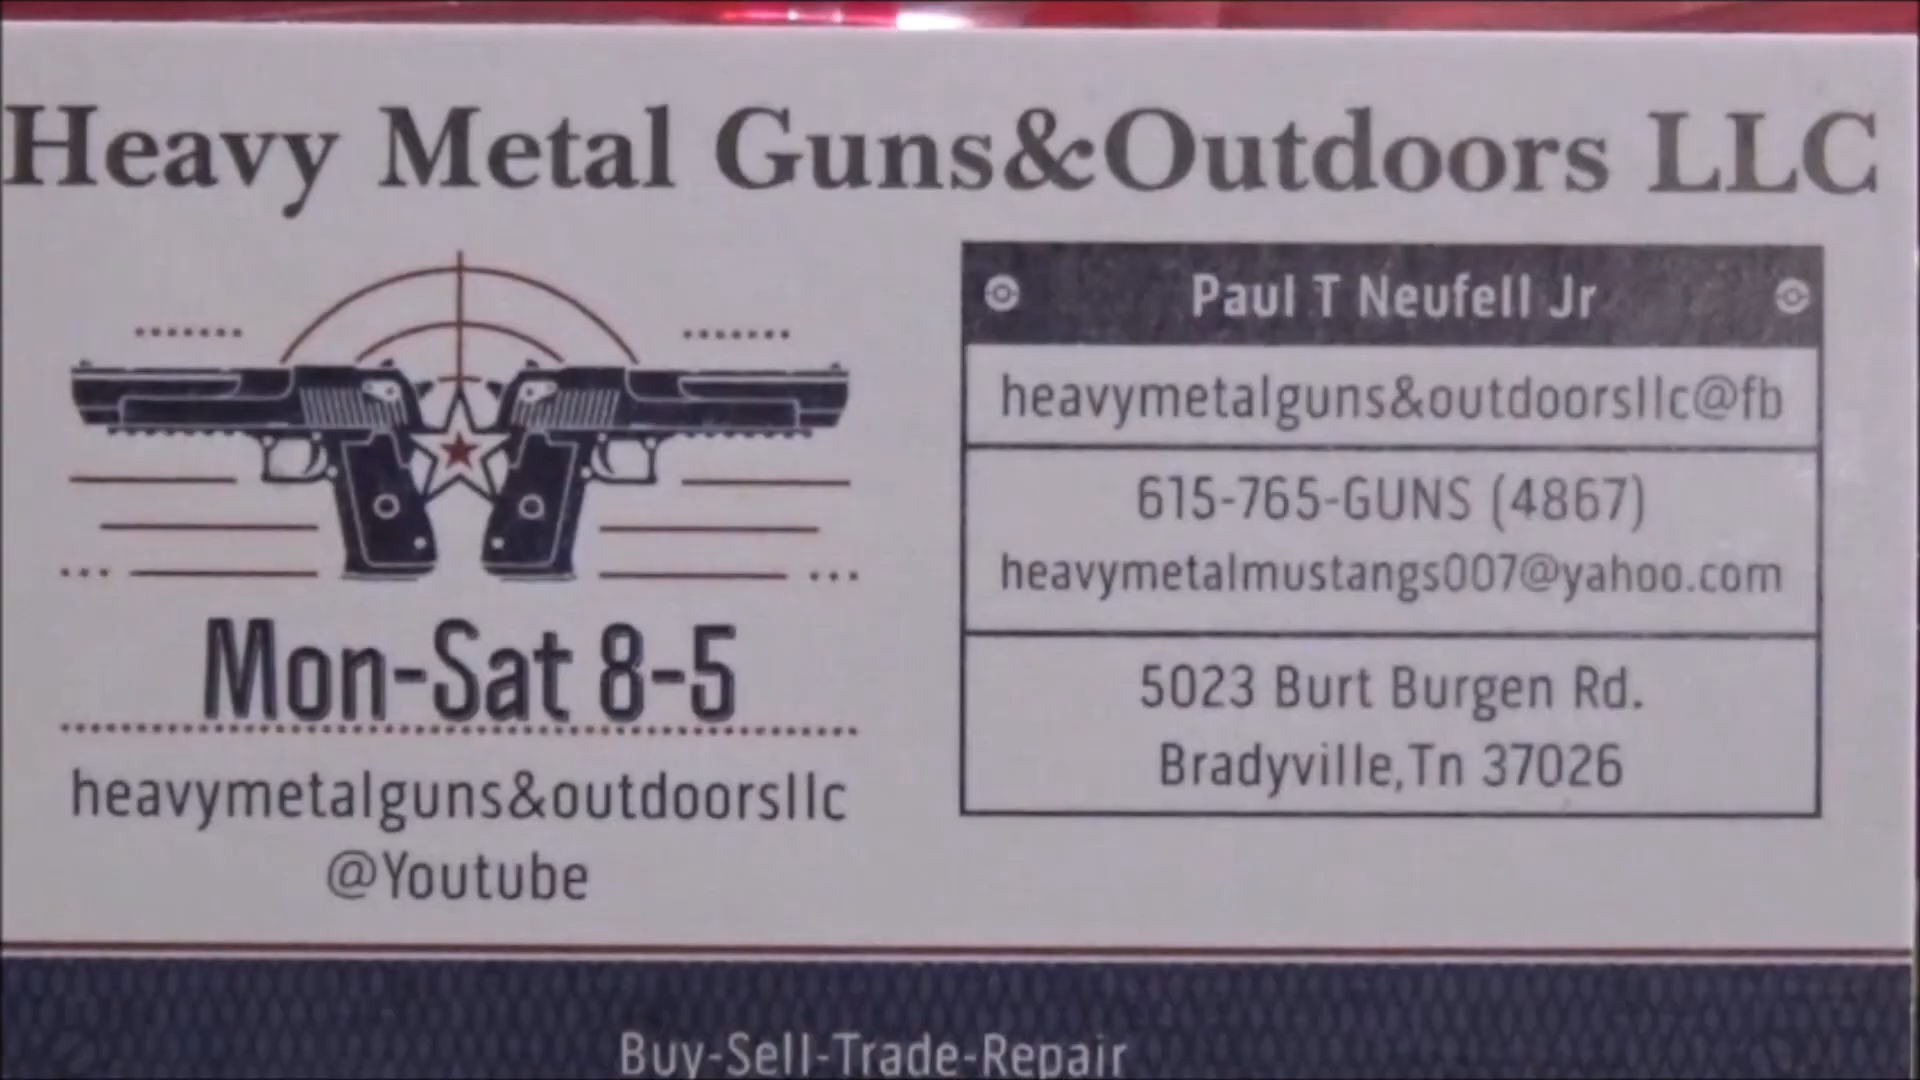 Heavy Metal Guns&Outdoors LLC
Mon-Sat 8-5
heavymetalguns&outdoorsllc
@Youtube
Paul T Neufell Jr
heavymetalguns&outdoorsllc@fb
615-765-GUNS (4867)
heavymetalmustangs007@yahoo.com
5023 Burt Burgen Rd.
Bradyville,Tn 37026
Buy-Sell-Trade-Repair